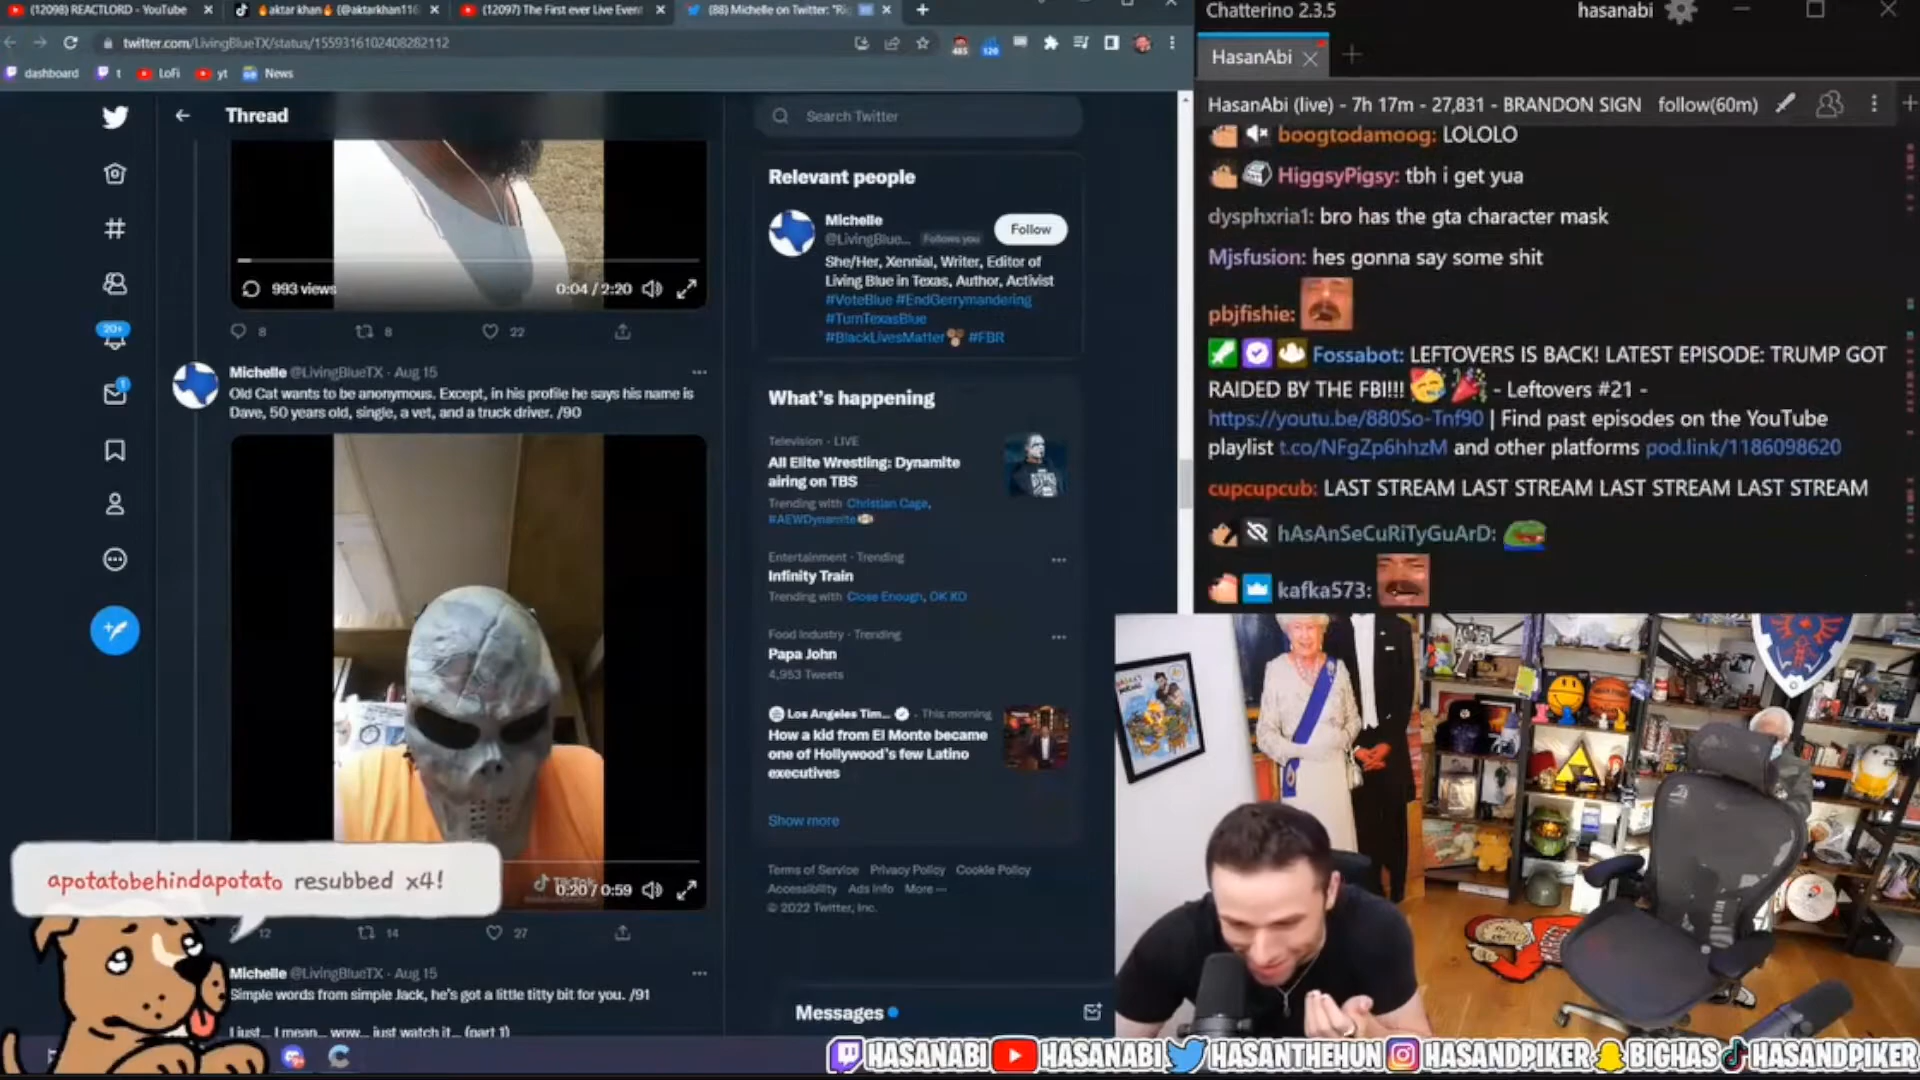 (12098) REACTLORD - YouTube
aktar khan (@aktarkhan116
(12097) The First ever Live Event
(88) Michelle on Twitter: "Rig
twitter.com/LivingBlueTX/status/1559316102408282112
485
120
dashboard
t
LoFi
yt
News
Thread
993 views
0:04 / 2:20
8
8
22
20+
1
Michelle @LivingBlueTX · Aug 15
Old Cat wants to be anonymous. Except, in his profile he says his name is
Dave, 50 years old, single, a vet, and a truck driver. /90
TikTok
0:20 / 0:59
12
14
27
Michelle @LivingBlueTX · Aug 15
Simple words from simple Jack, he's got a little titty bit for you. /91
I just... I mean... wow... just watch it... (part 1)
apotatobehindapotato resubbed x4!
Search Twitter
Relevant people
Michelle
@LivingBlue...
Follows you
Follow
She/Her, Xennial, Writer, Editor of
Living Blue in Texas, Author, Activist
#VoteBlue #EndGerrymandering
#TurnTexasBlue
#BlackLivesMatter #FBR
What's happening
Television · LIVE
All Elite Wrestling: Dynamite
airing on TBS
Trending with Christian Cage,
#AEWDynamite
Entertainment · Trending
Infinity Train
Trending with Close Enough, OK KO
Food Industry · Trending
Papa John
4,953 Tweets
Los Angeles Tim... · This morning
How a kid from El Monte became
one of Hollywood's few Latino
executives
Show more
Terms of Service Privacy Policy Cookie Policy
Accessibility Ads info More ···
© 2022 Twitter, Inc.
Messages
Chatterino 2.3.5
hasanabi
HasanAbi
HasanAbi (live) - 7h 17m - 27,831 - BRANDON SIGN follow(60m)
boogtodamoog: LOLOLO
HiggsyPigsy: tbh i get yua
dysphxria1: bro has the gta character mask
Mjsfusion: hes gonna say some shit
pbjfishie:
Fossabot: LEFTOVERS IS BACK! LATEST EPISODE: TRUMP GOT
RAIDED BY THE FBI!!! - Leftovers #21 -
https://youtu.be/880So-Tnf90 | Find past episodes on the YouTube
playlist t.co/NFgZp6hhzM and other platforms pod.link/1186098620
cupcupcub: LAST STREAM LAST STREAM LAST STREAM LAST STREAM
hAsAnSeCuRiTyGuArD:
kafka573:
HASANABI HASANABI HASANTHEHUN HASANDPIKER BIGHAS HASANDPIKER